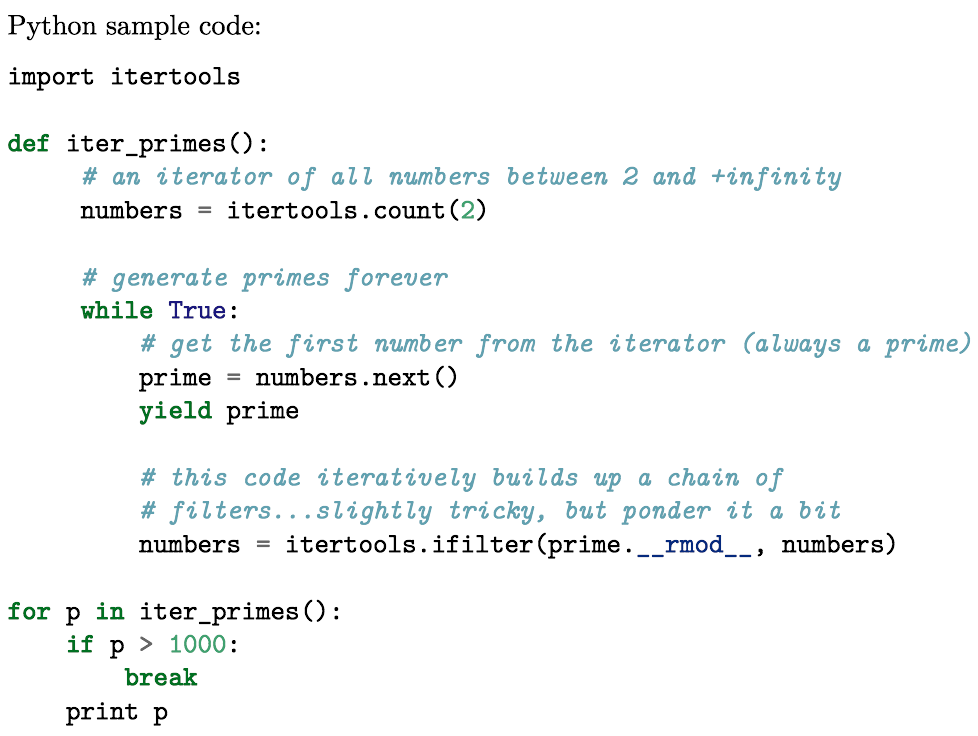 Python sample code:
import itertools
def iter_primes():
# an iterator of all numbers between 2 and +infinity
numbers = itertools.count(2)
# generate primes forever
while True:
# get the first number from the iterator (always a prime)
prime = numbers.next()
yield prime
# this code iteratively builds up a chain of
# filters...slightly tricky, but ponder it a bit
numbers = itertools.ifilter(prime.__rmod__, numbers)
for p in iter_primes():
if p > 1000:
break
print p